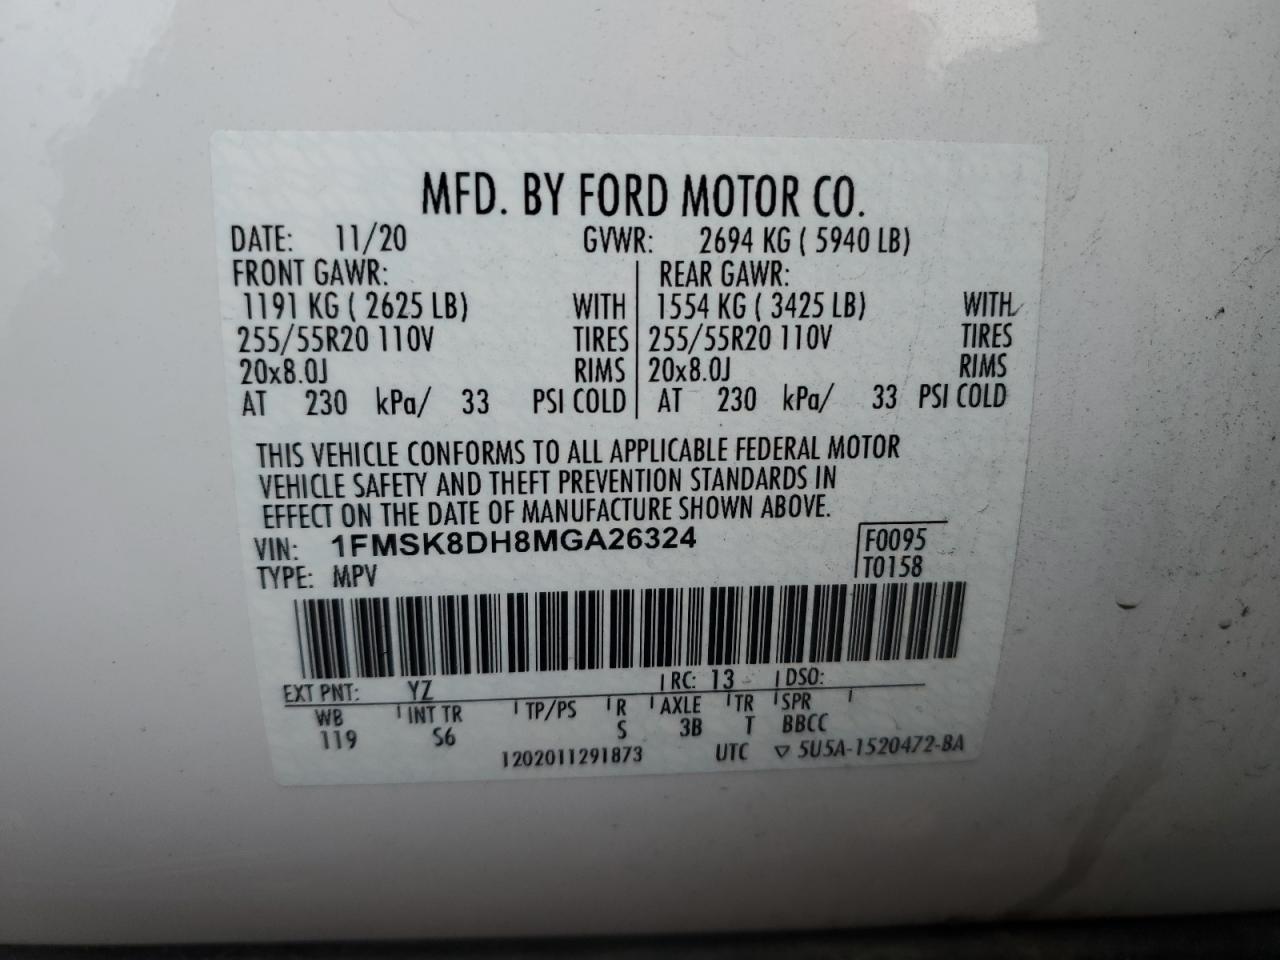 MFD. BY FORD MOTOR CO.
DATE: 11/20 GVWR: 2694 KG ( 5940 LB)
FRONT GAWR: REAR GAWR:
1191 KG ( 2625 LB) WITH 1554 KG ( 3425 LB) WITH
255/55R20 110V TIRES 255/55R20 110V TIRES
20x8.0J RIMS 20x8.0J RIMS
AT 230 kPa/ 33 PSI COLD AT 230 kPa/ 33 PSI COLD
THIS VEHICLE CONFORMS TO ALL APPLICABLE FEDERAL MOTOR
VEHICLE SAFETY AND THEFT PREVENTION STANDARDS IN
EFFECT ON THE DATE OF MANUFACTURE SHOWN ABOVE.
VIN: 1FMSK8DH8MGA26324 F0095
TYPE: MPV T0158
EXT PNT: YZ RC: 13 DSO:
WB INT TR TP/PS R AXLE TR SPR
119 S6 S 3B T BBCC
1202011291873 UTC ▽ 5U5A-1520472-BA